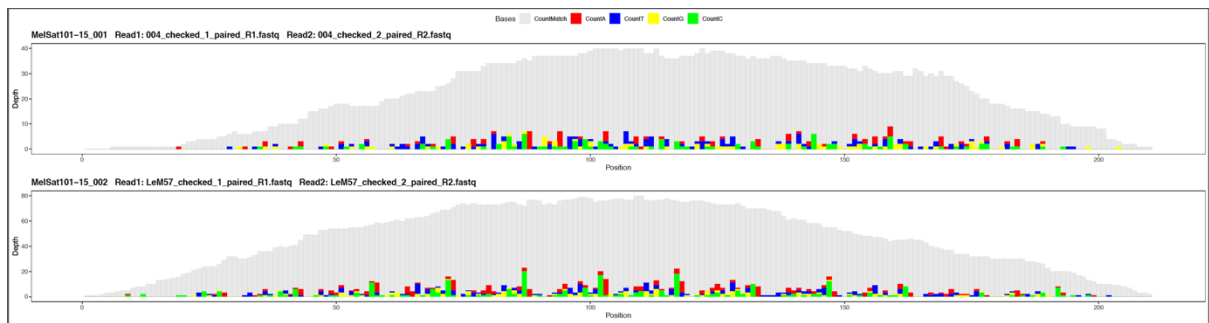 Bases CountMatch CountA CountT CountG CountC
MelSat101-15_001 Read1: 004_checked_1_paired_R1.fastq Read2: 004_checked_2_paired_R2.fastq
40
30
20
10
0
Depth
0 50 100 150 200
Position
MelSat101-15_002 Read1: LeM57_checked_1_paired_R1.fastq Read2: LeM57_checked_2_paired_R2.fastq
80
60
40
20
0
Depth
0 50 100 150 200
Position